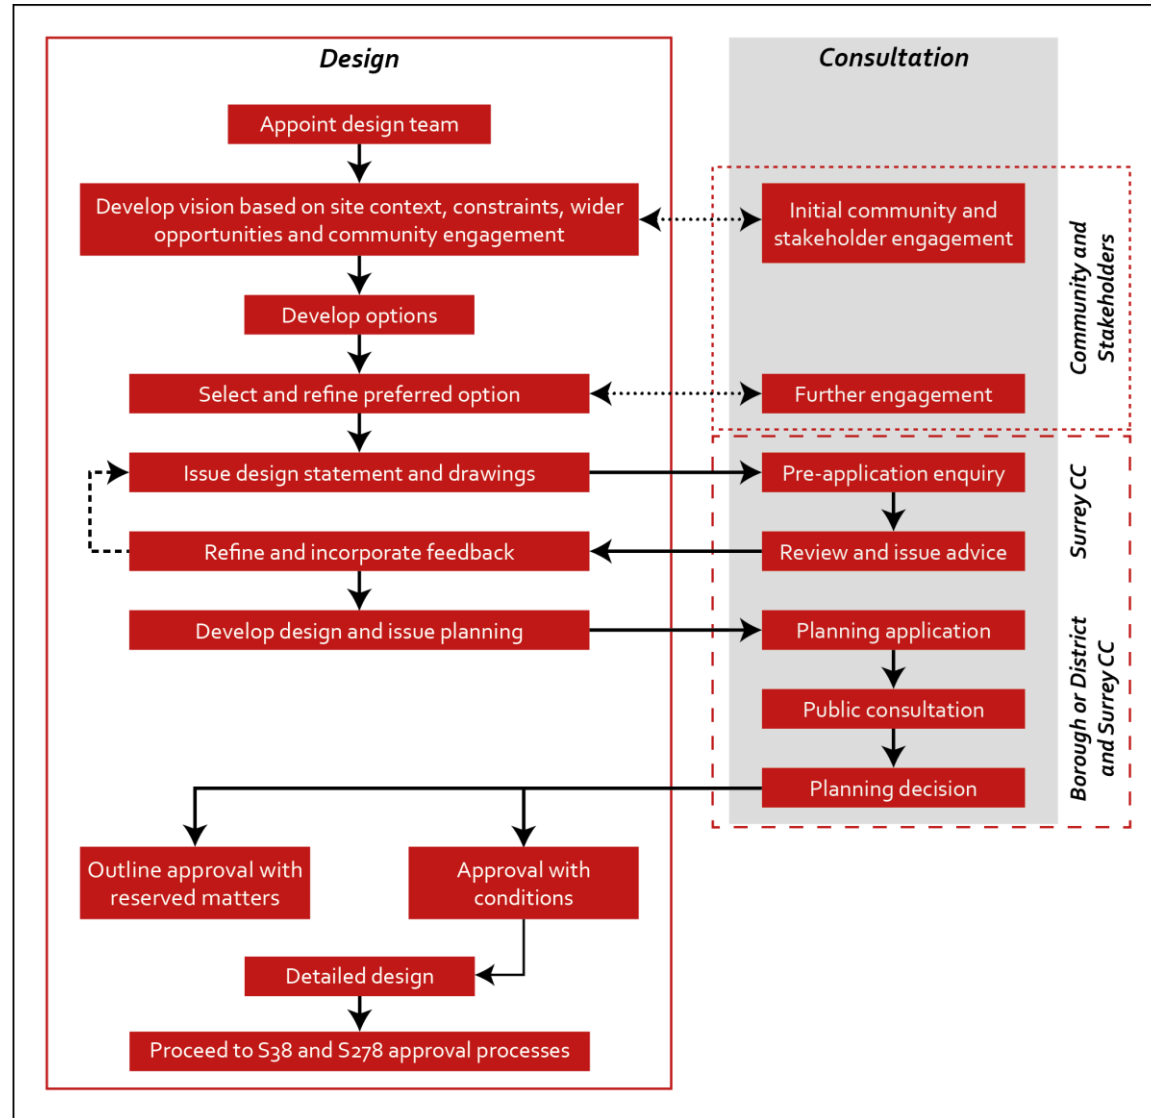 Design
Consultation
Appoint design team
Develop vision based on site context, constraints, wider
opportunities and community engagement
Initial community and
stakeholder engagement
Community and
Stakeholders
Develop options
Select and refine preferred option
Further engagement
Issue design statement and drawings
Pre-application enquiry
Surrey CC
Refine and incorporate feedback
Review and issue advice
Develop design and issue planning
Planning application
Borough or District
and Surrey CC
Public consultation
Planning decision
Outline approval with
reserved matters
Approval with
conditions
Detailed design
Proceed to S38 and S278 approval processes